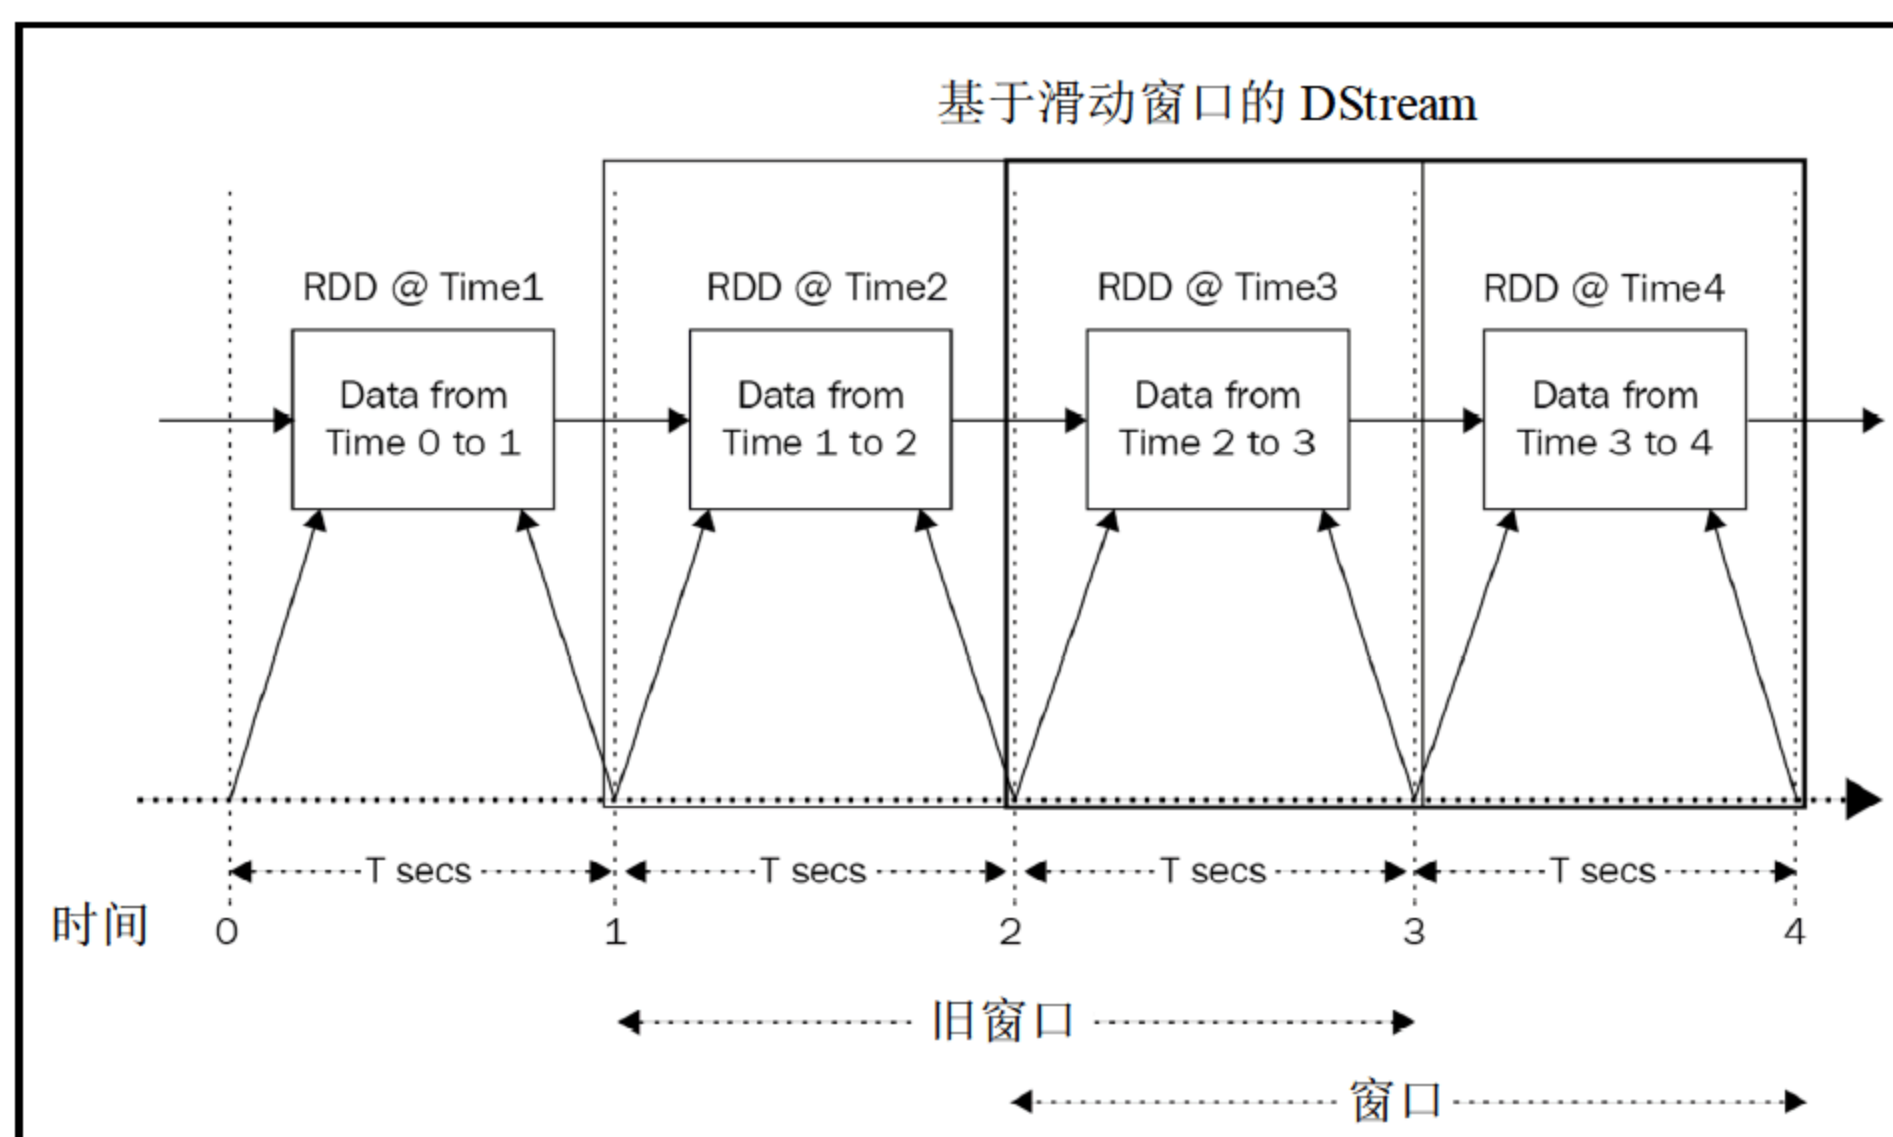 基于滑动窗口的 DStream
RDD @ Time1
RDD @ Time2
RDD @ Time3
RDD @ Time4
Data from
Time 0 to 1
Data from
Time 1 to 2
Data from
Time 2 to 3
Data from
Time 3 to 4
T secs
T secs
T secs
T secs
时间
0
1
2
3
4
旧窗口
窗口